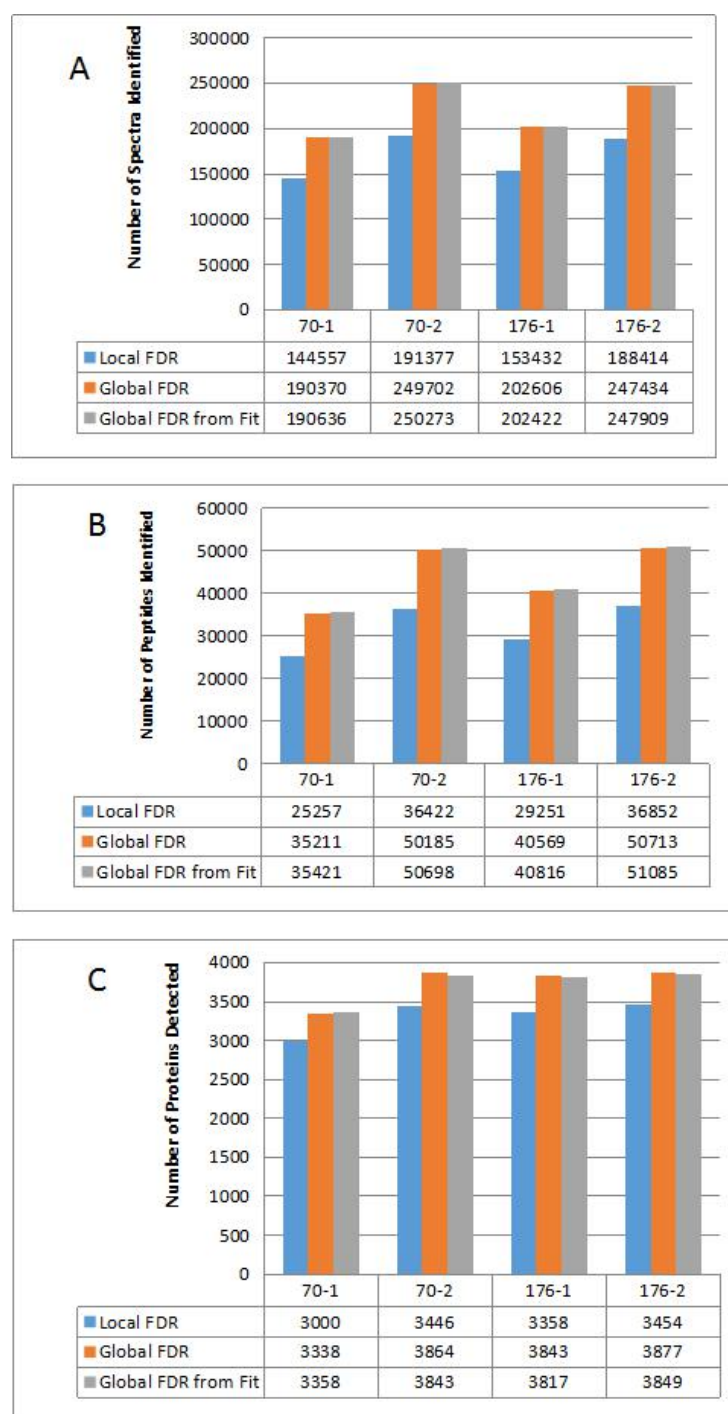 A
Number of Spectra Identified
300000
250000
200000
150000
100000
50000
0
70-1 70-2 176-1 176-2
Local FDR 144557 191377 153432 188414
Global FDR 190370 249702 202606 247434
Global FDR from Fit 190636 250273 202422 247909
B
Number of Peptides Identified
60000
50000
40000
30000
20000
10000
0
70-1 70-2 176-1 176-2
Local FDR 25257 36422 29251 36852
Global FDR 35211 50185 40569 50713
Global FDR from Fit 35421 50698 40816 51085
C
Number of Proteins Detected
4000
3500
3000
2500
2000
1500
1000
500
0
70-1 70-2 176-1 176-2
Local FDR 3000 3446 3358 3454
Global FDR 3338 3864 3843 3877
Global FDR from Fit 3358 3843 3817 3849